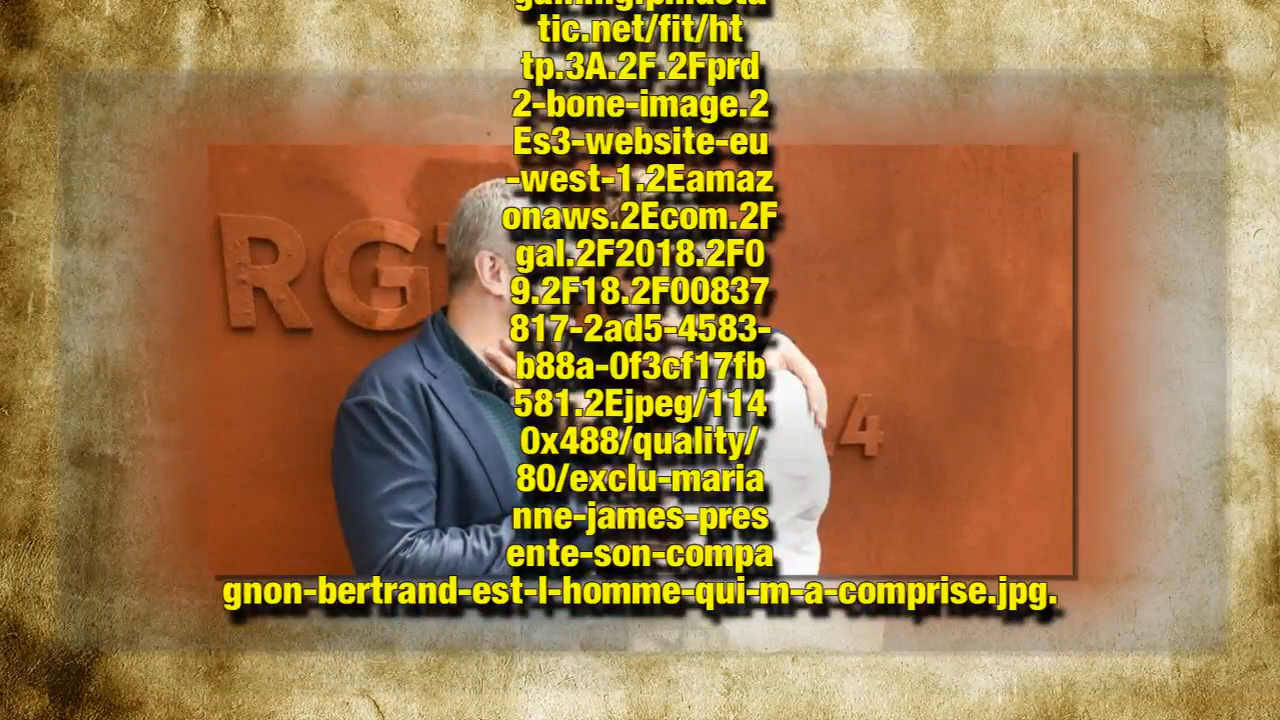 tic.net/fit/ht
tp.3A.2F.2Fprd
2-bone-image.2
Es3-website-eu
-west-1.2Eamaz
onaws.2Ecom.2F
gal.2F2018.2F0
9.2F18.2F00837
817-2ad5-4583-
b88a-0f3cf17fb
581.2Ejpeg/114
0x488/quality/
80/exclu-maria
nne-james-pres
ente-son-compa
gnon-bertrand-est-l-homme-qui-m-a-comprise.jpg.
RG
4